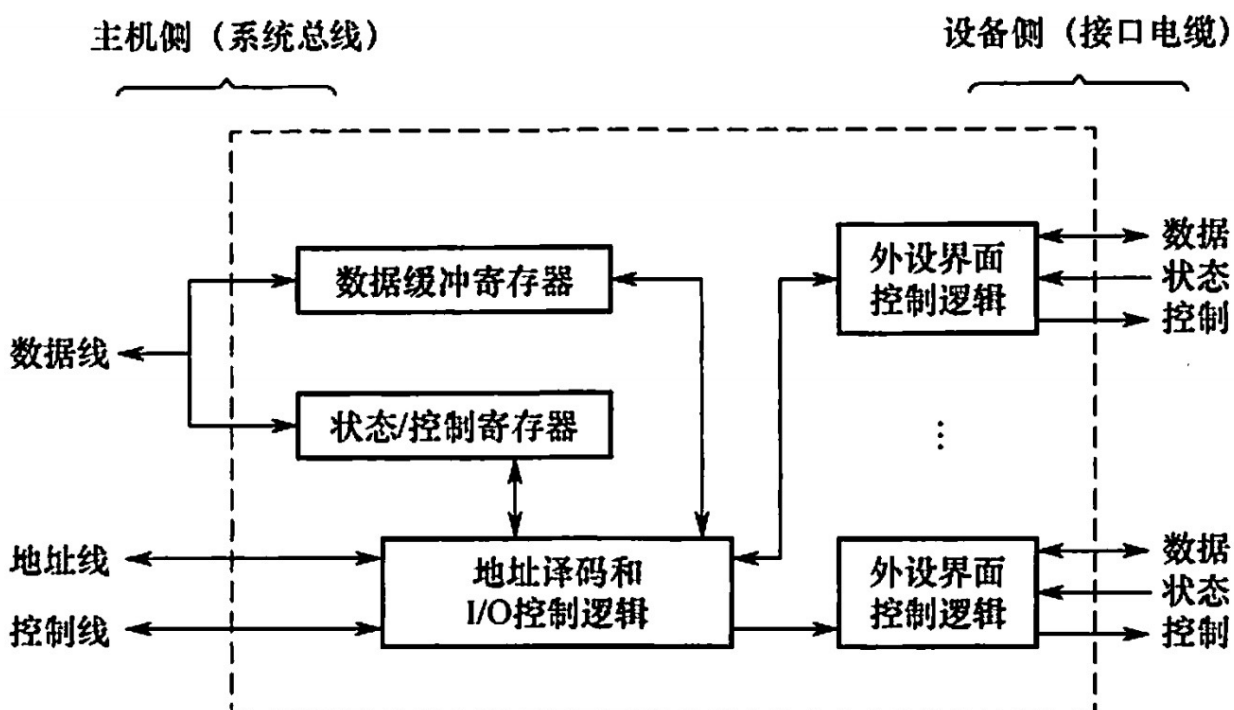 主机侧（系统总线）
设备侧（接口电缆）
数据缓冲寄存器
外设界面
控制逻辑
数据
状态
控制
数据线
状态/控制寄存器
⋮
地址线
控制线
地址译码和
I/O控制逻辑
外设界面
控制逻辑
数据
状态
控制